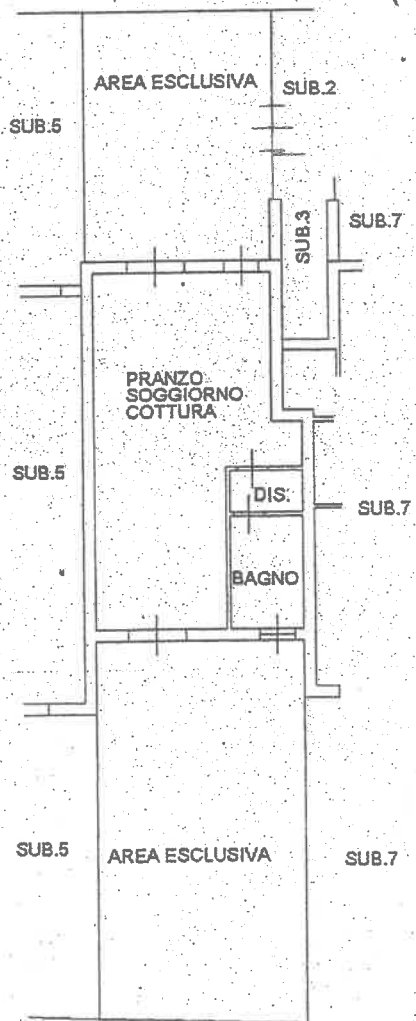 AREA ESCLUSIVA
SUB.2
SUB.5
SUB.3
SUB.7
PRANZO
SOGGIORNO
COTTURA
SUB.5
DIS.
SUB.7
BAGNO
SUB.5
AREA ESCLUSIVA
SUB.7